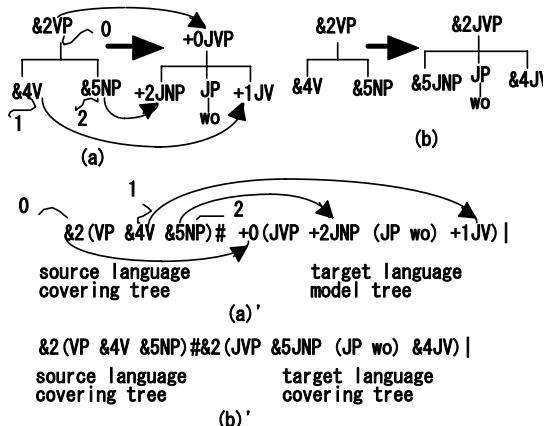 &2VP 0 +0JVP
&4V &5NP +2JNP JP +1JV
1 2 wo
(a)
&2VP &2JVP
&4V &5NP &5JNP JP &4JV
wo
(b)
0 1 2
&2(VP &4V &5NP)# +0(JVP +2JNP (JP wo) +1JV)|
source language target language
covering tree model tree
(a)'
&2(VP &4V &5NP)#&2(JVP &5JNP (JP wo) &4JV)|
source language target language
covering tree covering tree
(b)'